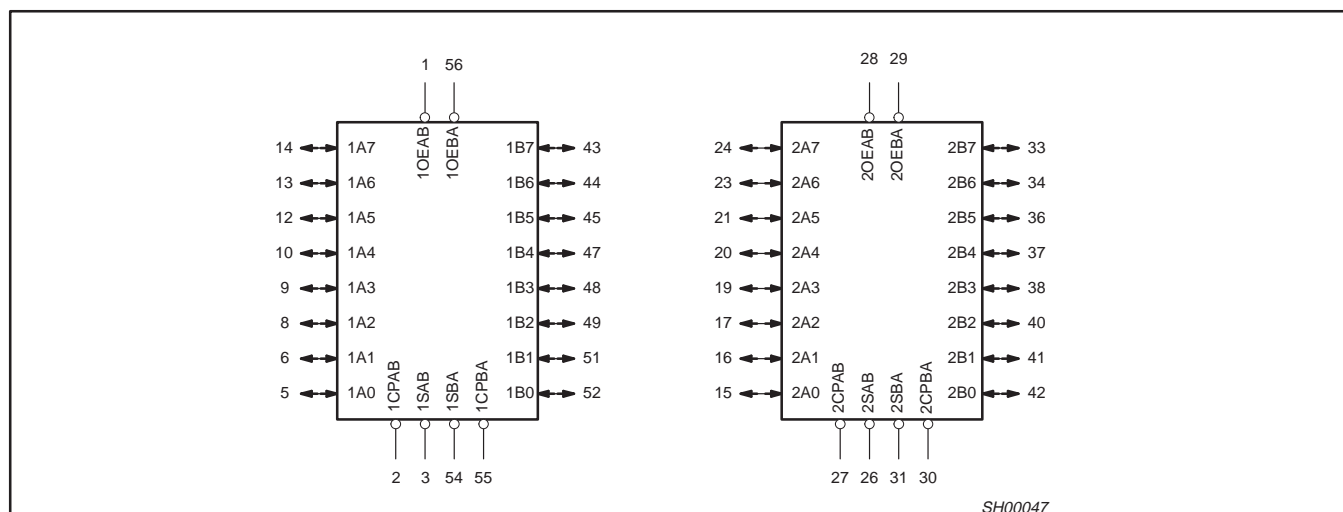 1 56 28 29
1OEAB 1OEBA 2OEAB 2OEBA
14 1A7 1B7 43 24 2A7 2B7 33
13 1A6 1B6 44 23 2A6 2B6 34
12 1A5 1B5 45 21 2A5 2B5 36
10 1A4 1B4 47 20 2A4 2B4 37
9 1A3 1B3 48 19 2A3 2B3 38
8 1A2 1B2 49 17 2A2 2B2 40
6 1A1 1B1 51 16 2A1 2B1 41
5 1A0 1B0 52 15 2A0 2B0 42
1CPAB 1SAB 1SBA 1CPBA 2CPAB 2SAB 2SBA 2CPBA
2 3 54 55 27 26 31 30
SH00047